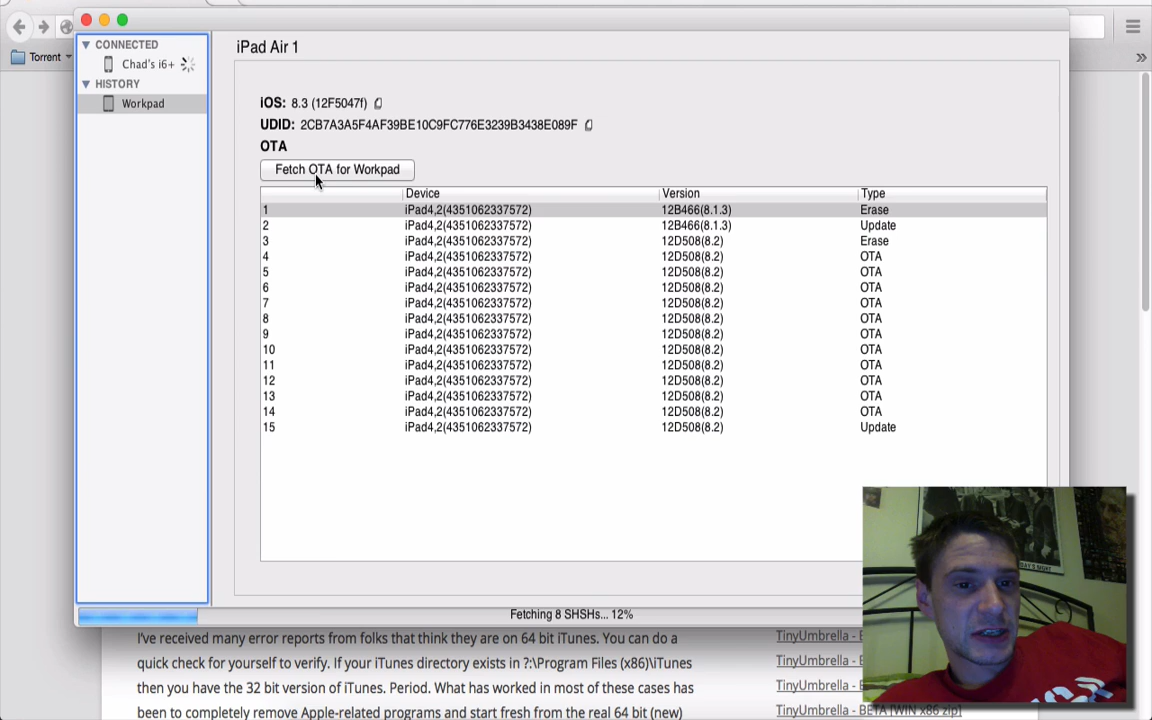 Torrent
CONNECTED
Chad's i6+
HISTORY
Workpad
iPad Air 1
iOS: 8.3 (12F5047f)
UDID: 2CB7A3A5F4AF39BE10C9FC776E3239B3438E089F
OTA
Fetch OTA for Workpad
Device Version Type
1 iPad4,2(4351062337572) 12B466(8.1.3) Erase
2 iPad4,2(4351062337572) 12B466(8.1.3) Update
3 iPad4,2(4351062337572) 12D508(8.2) Erase
4 iPad4,2(4351062337572) 12D508(8.2) OTA
5 iPad4,2(4351062337572) 12D508(8.2) OTA
6 iPad4,2(4351062337572) 12D508(8.2) OTA
7 iPad4,2(4351062337572) 12D508(8.2) OTA
8 iPad4,2(4351062337572) 12D508(8.2) OTA
9 iPad4,2(4351062337572) 12D508(8.2) OTA
10 iPad4,2(4351062337572) 12D508(8.2) OTA
11 iPad4,2(4351062337572) 12D508(8.2) OTA
12 iPad4,2(4351062337572) 12D508(8.2) OTA
13 iPad4,2(4351062337572) 12D508(8.2) OTA
14 iPad4,2(4351062337572) 12D508(8.2) OTA
15 iPad4,2(4351062337572) 12D508(8.2) Update
Fetching 8 SHSHs... 12%
I've received many error reports from folks that think they are on 64 bit iTunes. You can do a
quick check for yourself to verify. If your iTunes directory exists in ?:\Program Files (x86)\iTunes
then you have the 32 bit version of iTunes. Period. What has worked in most of these cases has
been to completely remove Apple-related programs and start fresh from the real 64 bit (new)
TinyUmbrella - B
TinyUmbrella - B
TinyUmbrella - B
TinyUmbrella - BETA [WIN x86 zip]